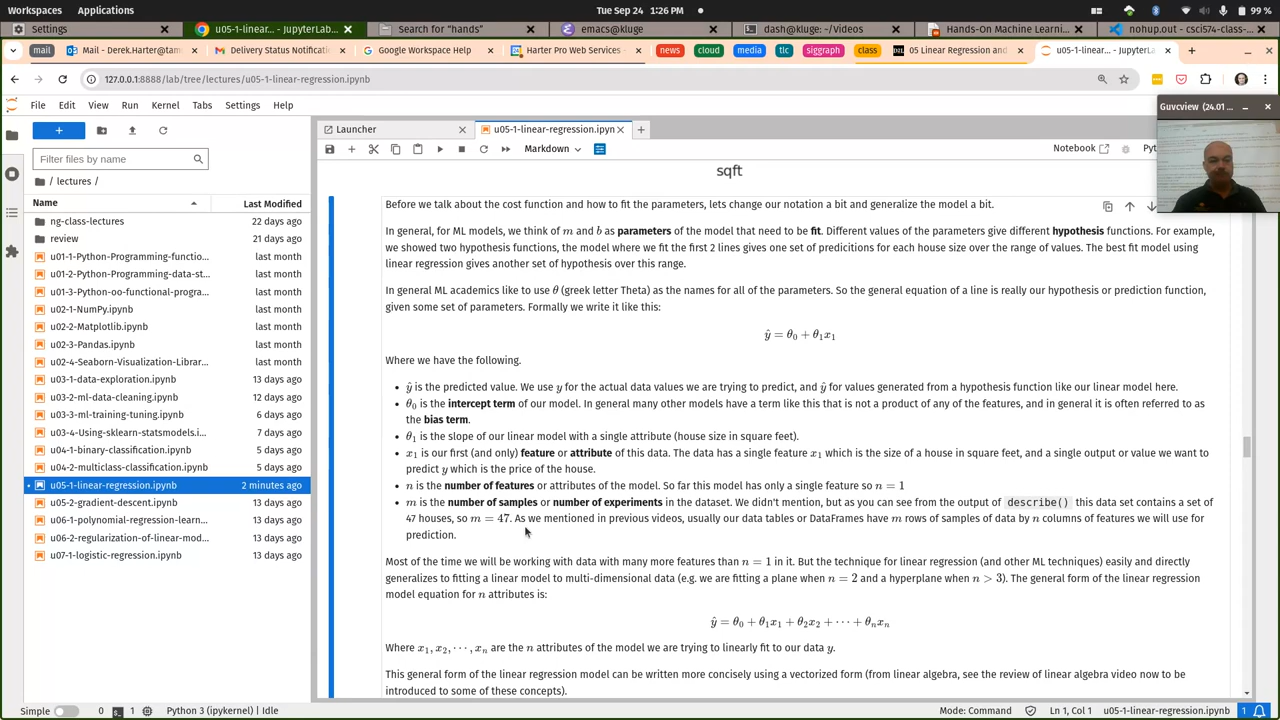 Workspaces Applications Tue Sep 24 1:26 PM 99 %
Settings u05-1-linear-... - JupyterLab... Search for "hands" emacs@kluge dash@kluge:~/Videos Hands-On Machine Learnin... nohup.out - csci574-class-...
mail Mail - Derek.Harter@tam... Delivery Status Notificati... Google Workspace Help Harter Pro Web Services -... news cloud media tlc siggraph class 05 Linear Regression and... u05-1-linear-... - JupyterL...
127.0.0.1:8888/lab/tree/lectures/u05-1-linear-regression.ipynb
File Edit View Run Kernel Tabs Settings Help
Guvcview (24.01 ...
Launcher u05-1-linear-regression.ipyn
Filter files by name
Markdown Notebook Pyt
/ lectures /
Name Last Modified
ng-class-lectures 22 days ago
review 21 days ago
u01-1-Python-Programming-functio... last month
u01-2-Python-Programming-data-st... last month
u01-3-Python-oo-functional-progra... last month
u02-1-NumPy.ipynb last month
u02-2-Matplotlib.ipynb last month
u02-3-Pandas.ipynb last month
u02-4-Seaborn-Visualization-Librar... last month
u03-1-data-exploration.ipynb 13 days ago
u03-2-ml-data-cleaning.ipynb 12 days ago
u03-3-ml-training-tuning.ipynb 6 days ago
u03-4-Using-sklearn-statsmodels.i... 7 days ago
u04-1-binary-classification.ipynb 5 days ago
u04-2-multiclass-classification.ipynb 5 days ago
u05-1-linear-regression.ipynb 2 minutes ago
u05-2-gradient-descent.ipynb 13 days ago
u06-1-polynomial-regression-learn... 13 days ago
u06-2-regularization-of-linear-mod... 13 days ago
u07-1-logistic-regression.ipynb 13 days ago
sqft
Before we talk about the cost function and how to fit the parameters, lets change our notation a bit and generalize the model a bit.
In general, for ML models, we think of m and b as parameters of the model that need to be fit. Different values of the parameters give different hypothesis functions. For example,
we showed two hypothesis functions, the model where we fit the first 2 lines gives one set of predicitions for each house size over the range of values. The best fit model using
linear regression gives another set of hypothesis over this range.
In general ML academics like to use θ (greek letter Theta) as the names for all of the parameters. So the general equation of a line is really our hypothesis or prediction function,
given some set of parameters. Formally we write it like this:
ŷ = θ₀ + θ₁x₁
Where we have the following.
• ŷ is the predicted value. We use y for the actual data values we are trying to predict, and ŷ for values generated from a hypothesis function like our linear model here.
• θ₀ is the intercept term of our model. In general many other models have a term like this that is not a product of any of the features, and in general it is often referred to as
the bias term.
• θ₁ is the slope of our linear model with a single attribute (house size in square feet).
• x₁ is our first (and only) feature or attribute of this data. The data has a single feature x₁ which is the size of a house in square feet, and a single output or value we want to
predict y which is the price of the house.
• n is the number of features or attributes of the model. So far this model as only a single feature so n = 1
• m is the number of samples or number of experiments in the dataset. We didn't mention, but as you can see from the output of describe() this data set contains a set of
47 houses, so m = 47. As we mentioned in previous videos, usually our data tables or DataFrames have m rows of samples of data by n columns of features we will use for
prediction.
Most of the time we will be working with data with many more features than n = 1 in it. But the technique for linear regression (and other ML techniques) easily and directly
generalizes to fitting a linear model to multi-dimensional data (e.g. we are fitting a plane when n = 2 and a hyperplane when n > 3). The general form of the linear regression
model equation for n attributes is:
ŷ = θ₀ + θ₁x₁ + θ₂x₂ + ⋯ + θₙxₙ
Where x₁, x₂, ⋯, xₙ are the n attributes of the model we are trying to linearly fit to our data y.
This general form of the linear regression model can be written more concisely using a vectorized form (from linear algebra, see the review of linear algebra video now to be
introduced to some of these concepts).
Simple 0 1 Python 3 (ipykernel) | Idle Mode: Command Ln 1, Col 1 u05-1-linear-regression.ipynb 1